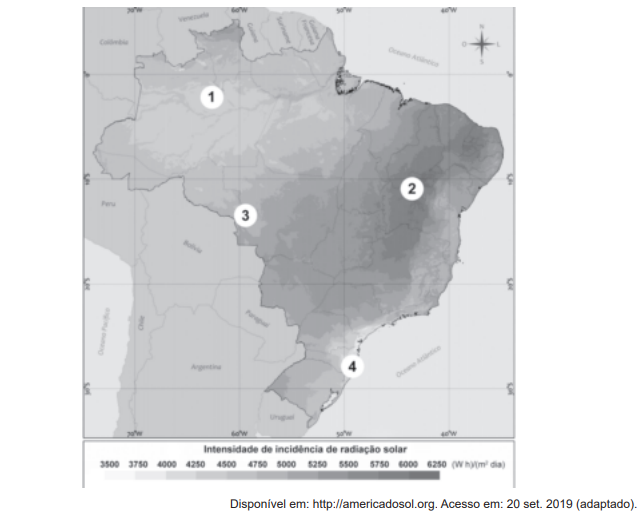 70°W 60°W 50°W 40°W
Venezuela
Colômbia
Oceano Atlântico
N
O L
S
1
2
Peru
3
Bolívia
Oceano Pacífico
Chile
Paraguai
Oceano Atlântico
4
Argentina
Uruguai
70°W 60°W 50°W 40°W
Intensidade de incidência de radiação solar
3500 3750 4000 4250 4500 4750 5000 5250 5500 5750 6000 6250 (W h)/(m² dia)
Disponível em: http://americadosol.org. Acesso em: 20 set. 2019 (adaptado).